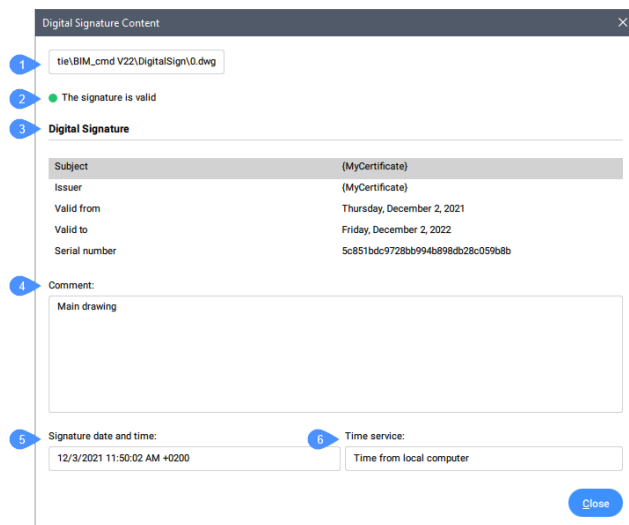 Digital Signature Content
1
tie\BIM_cmd V22\DigitalSign\0.dwg
2
The signature is valid
3
Digital Signature
Subject {MyCertificate}
Issuer {MyCertificate}
Valid from Thursday, December 2, 2021
Valid to Friday, December 2, 2022
Serial number 5c851bdc9728bb994b898db28c059b8b
4
Comment:
Main drawing
5
Signature date and time:
12/3/2021 11:50:02 AM +0200
6
Time service:
Time from local computer
Close